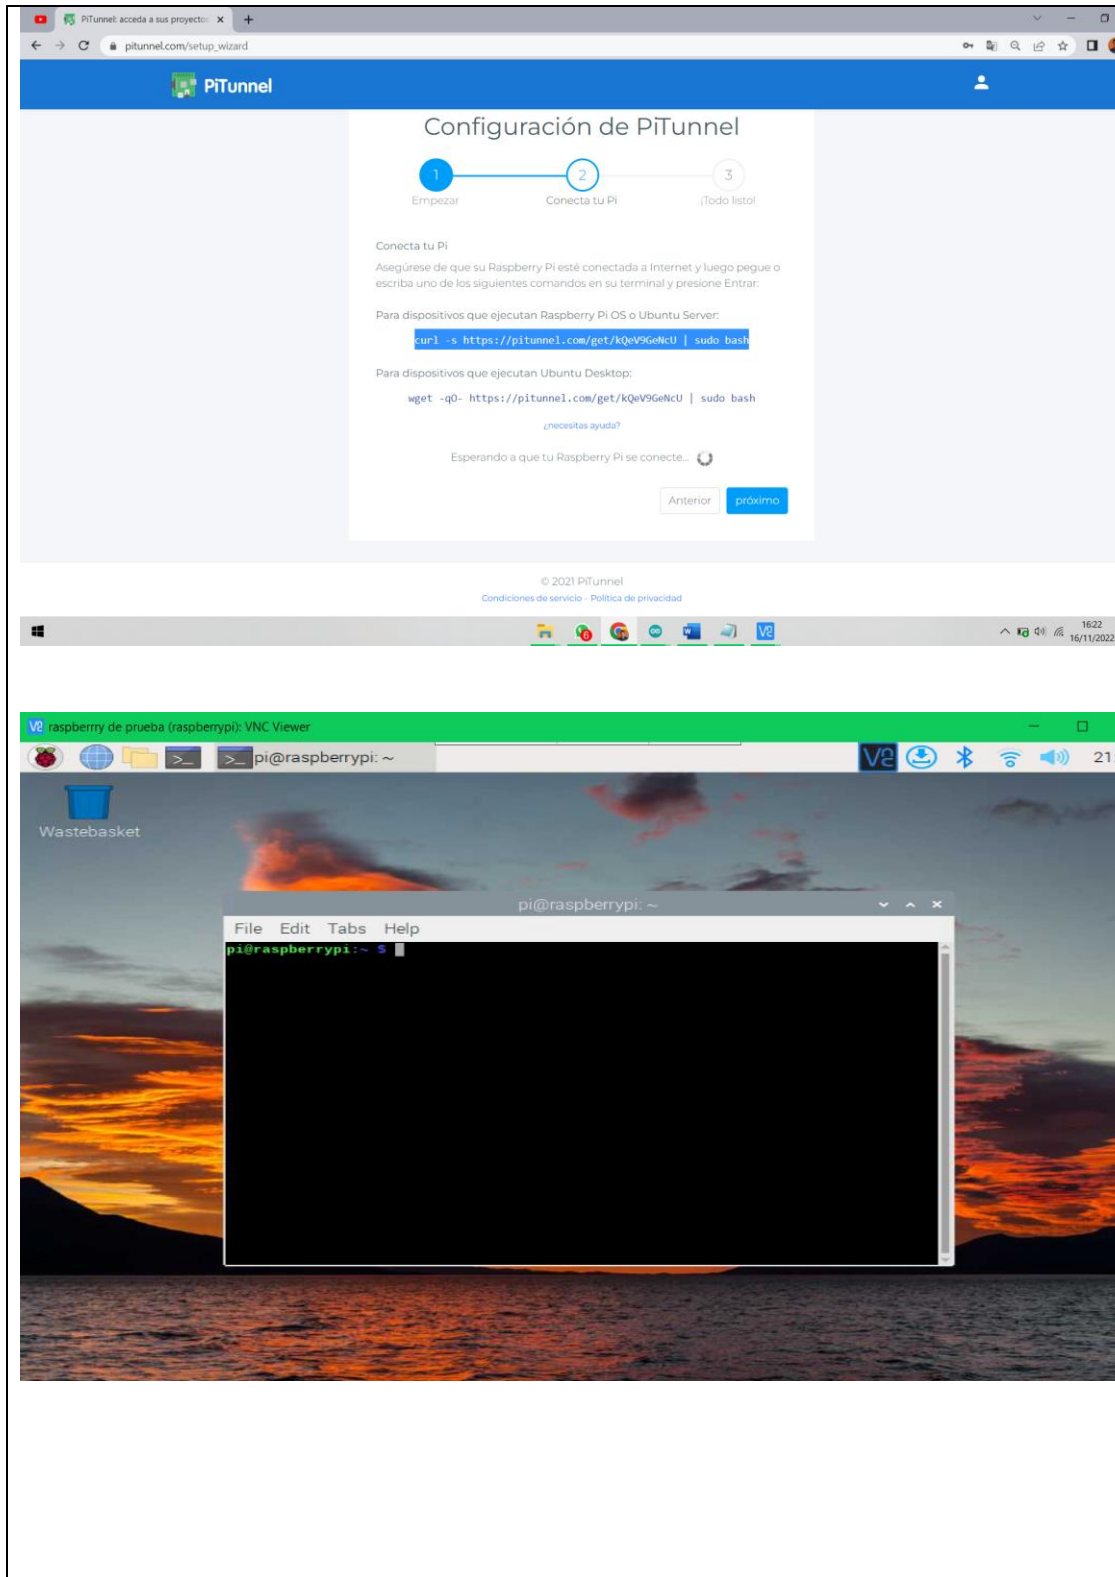 PiTunnel: acceda a sus proyectos
pitunnel.com/setup_wizard
PiTunnel
Configuración de PiTunnel
1 2 3
Empezar Conecta tu Pi ¡Todo listo!
Conecta tu Pi
Asegúrese de que su Raspberry Pi esté conectada a Internet y luego pegue o
escriba uno de los siguientes comandos en su terminal y presione Entrar:
Para dispositivos que ejecutan Raspberry Pi OS o Ubuntu Server:
curl -s https://pitunnel.com/get/kQeV9GeNcU | sudo bash
Para dispositivos que ejecutan Ubuntu Desktop:
wget -qO- https://pitunnel.com/get/kQeV9GeNcU | sudo bash
¿necesitas ayuda?
Esperando a que tu Raspberry Pi se conecte...
Anterior próximo
© 2021 PiTunnel
Condiciones de servicio - Política de privacidad
6
16:22
16/11/2022
raspberrry de prueba (raspberrypi): VNC Viewer
pi@raspberrypi: ~
21:
Wastebasket
pi@raspberrypi: ~
File Edit Tabs Help
pi@raspberrypi:~ $